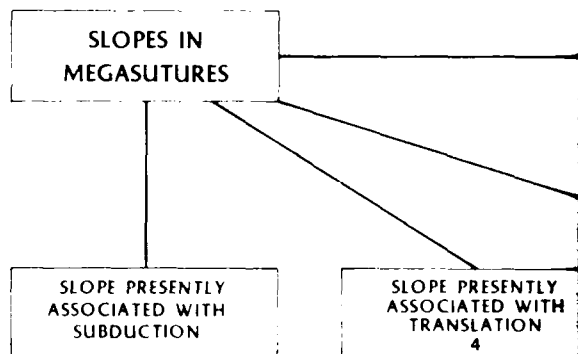 SLOPES IN
MEGASUTURES
SLOPE PRESENTLY
ASSOCIATED WITH
SUBDUCTION
SLOPE PRESENTLY
ASSOCIATED WITH
TRANSLATION
4